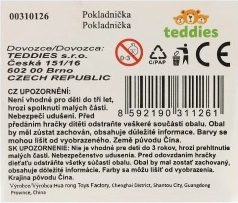 00310126
Pokladnička
Pokladnička
teddies
Dovozce/Dovozca:
TEDDIES s.r.o.
Česká 151/16
602 00 Brno
CZECH REPUBLIC
0-3
C/PAP
CZ UPOZORNĚNÍ:
Není vhodné pro děti do tří let,
hrozí spolknutí malých částí.
Nebezpečí udušení. Před
8 592190 311261
předáním hračky dítěti odstraňte veškeré součásti obalu. Obal
by měl zůstat zachován, obsahuje důležité informace. Barvy se
mohou lišit od vyobrazeného. Země původu Čína.
SK UPOZORNENIE: Nie je vhodné pre deti do 3 rokov, hrozí prehltnutie
malých častí. Nebezpečenstvo udusenia. Pred odovzdaním hračky
dieťaťu odstráňte všetky súčasti obalu. Obal by mal zostať zachovaný,
obsahuje dôležité informácie. Farby sa môžu líšiť od vyobrazenia.
Krajina pôvodu Čína.
Výrobce/Výrobca Hua rong Toys Factory, Chenghai District, Shantou City, Guangdong
Province, China